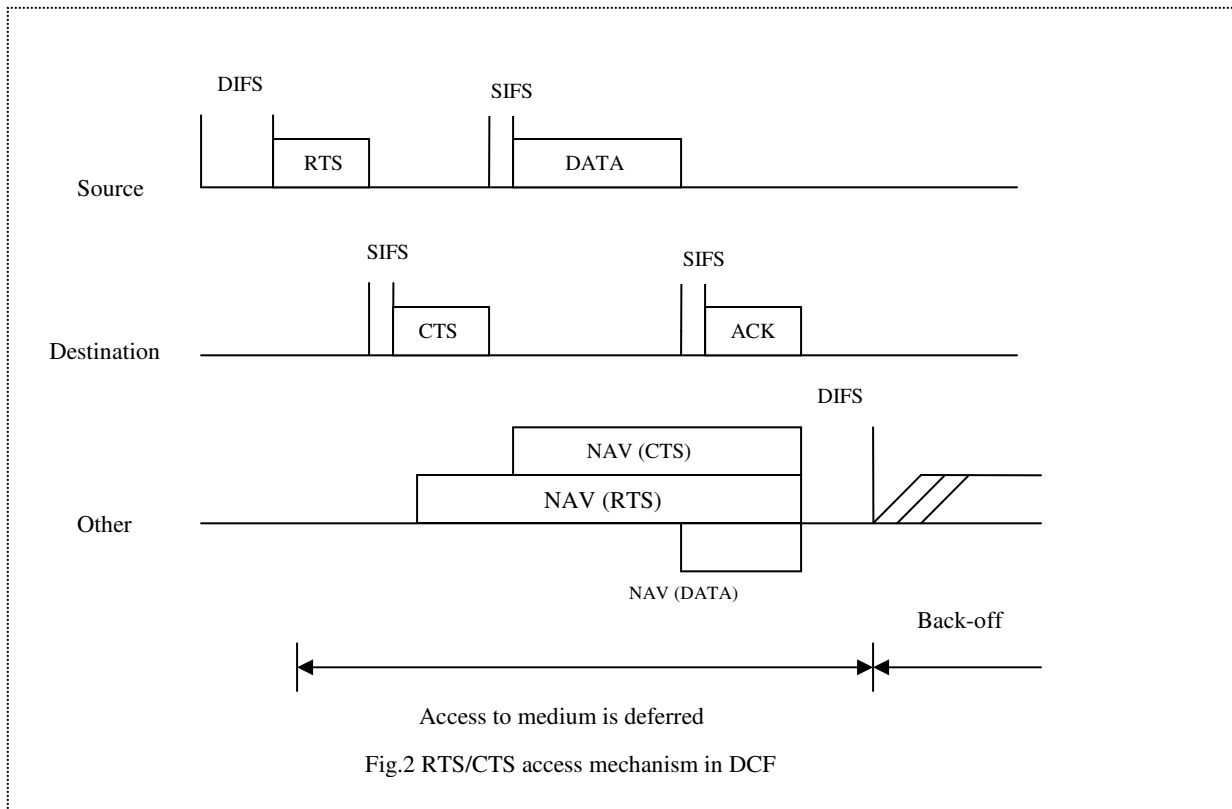 DIFS
SIFS
RTS
DATA
Source
SIFS
SIFS
CTS
ACK
Destination
DIFS
NAV (CTS)
NAV (RTS)
Other
NAV (DATA)
Back-off
Access to medium is deferred
Fig.2 RTS/CTS access mechanism in DCF